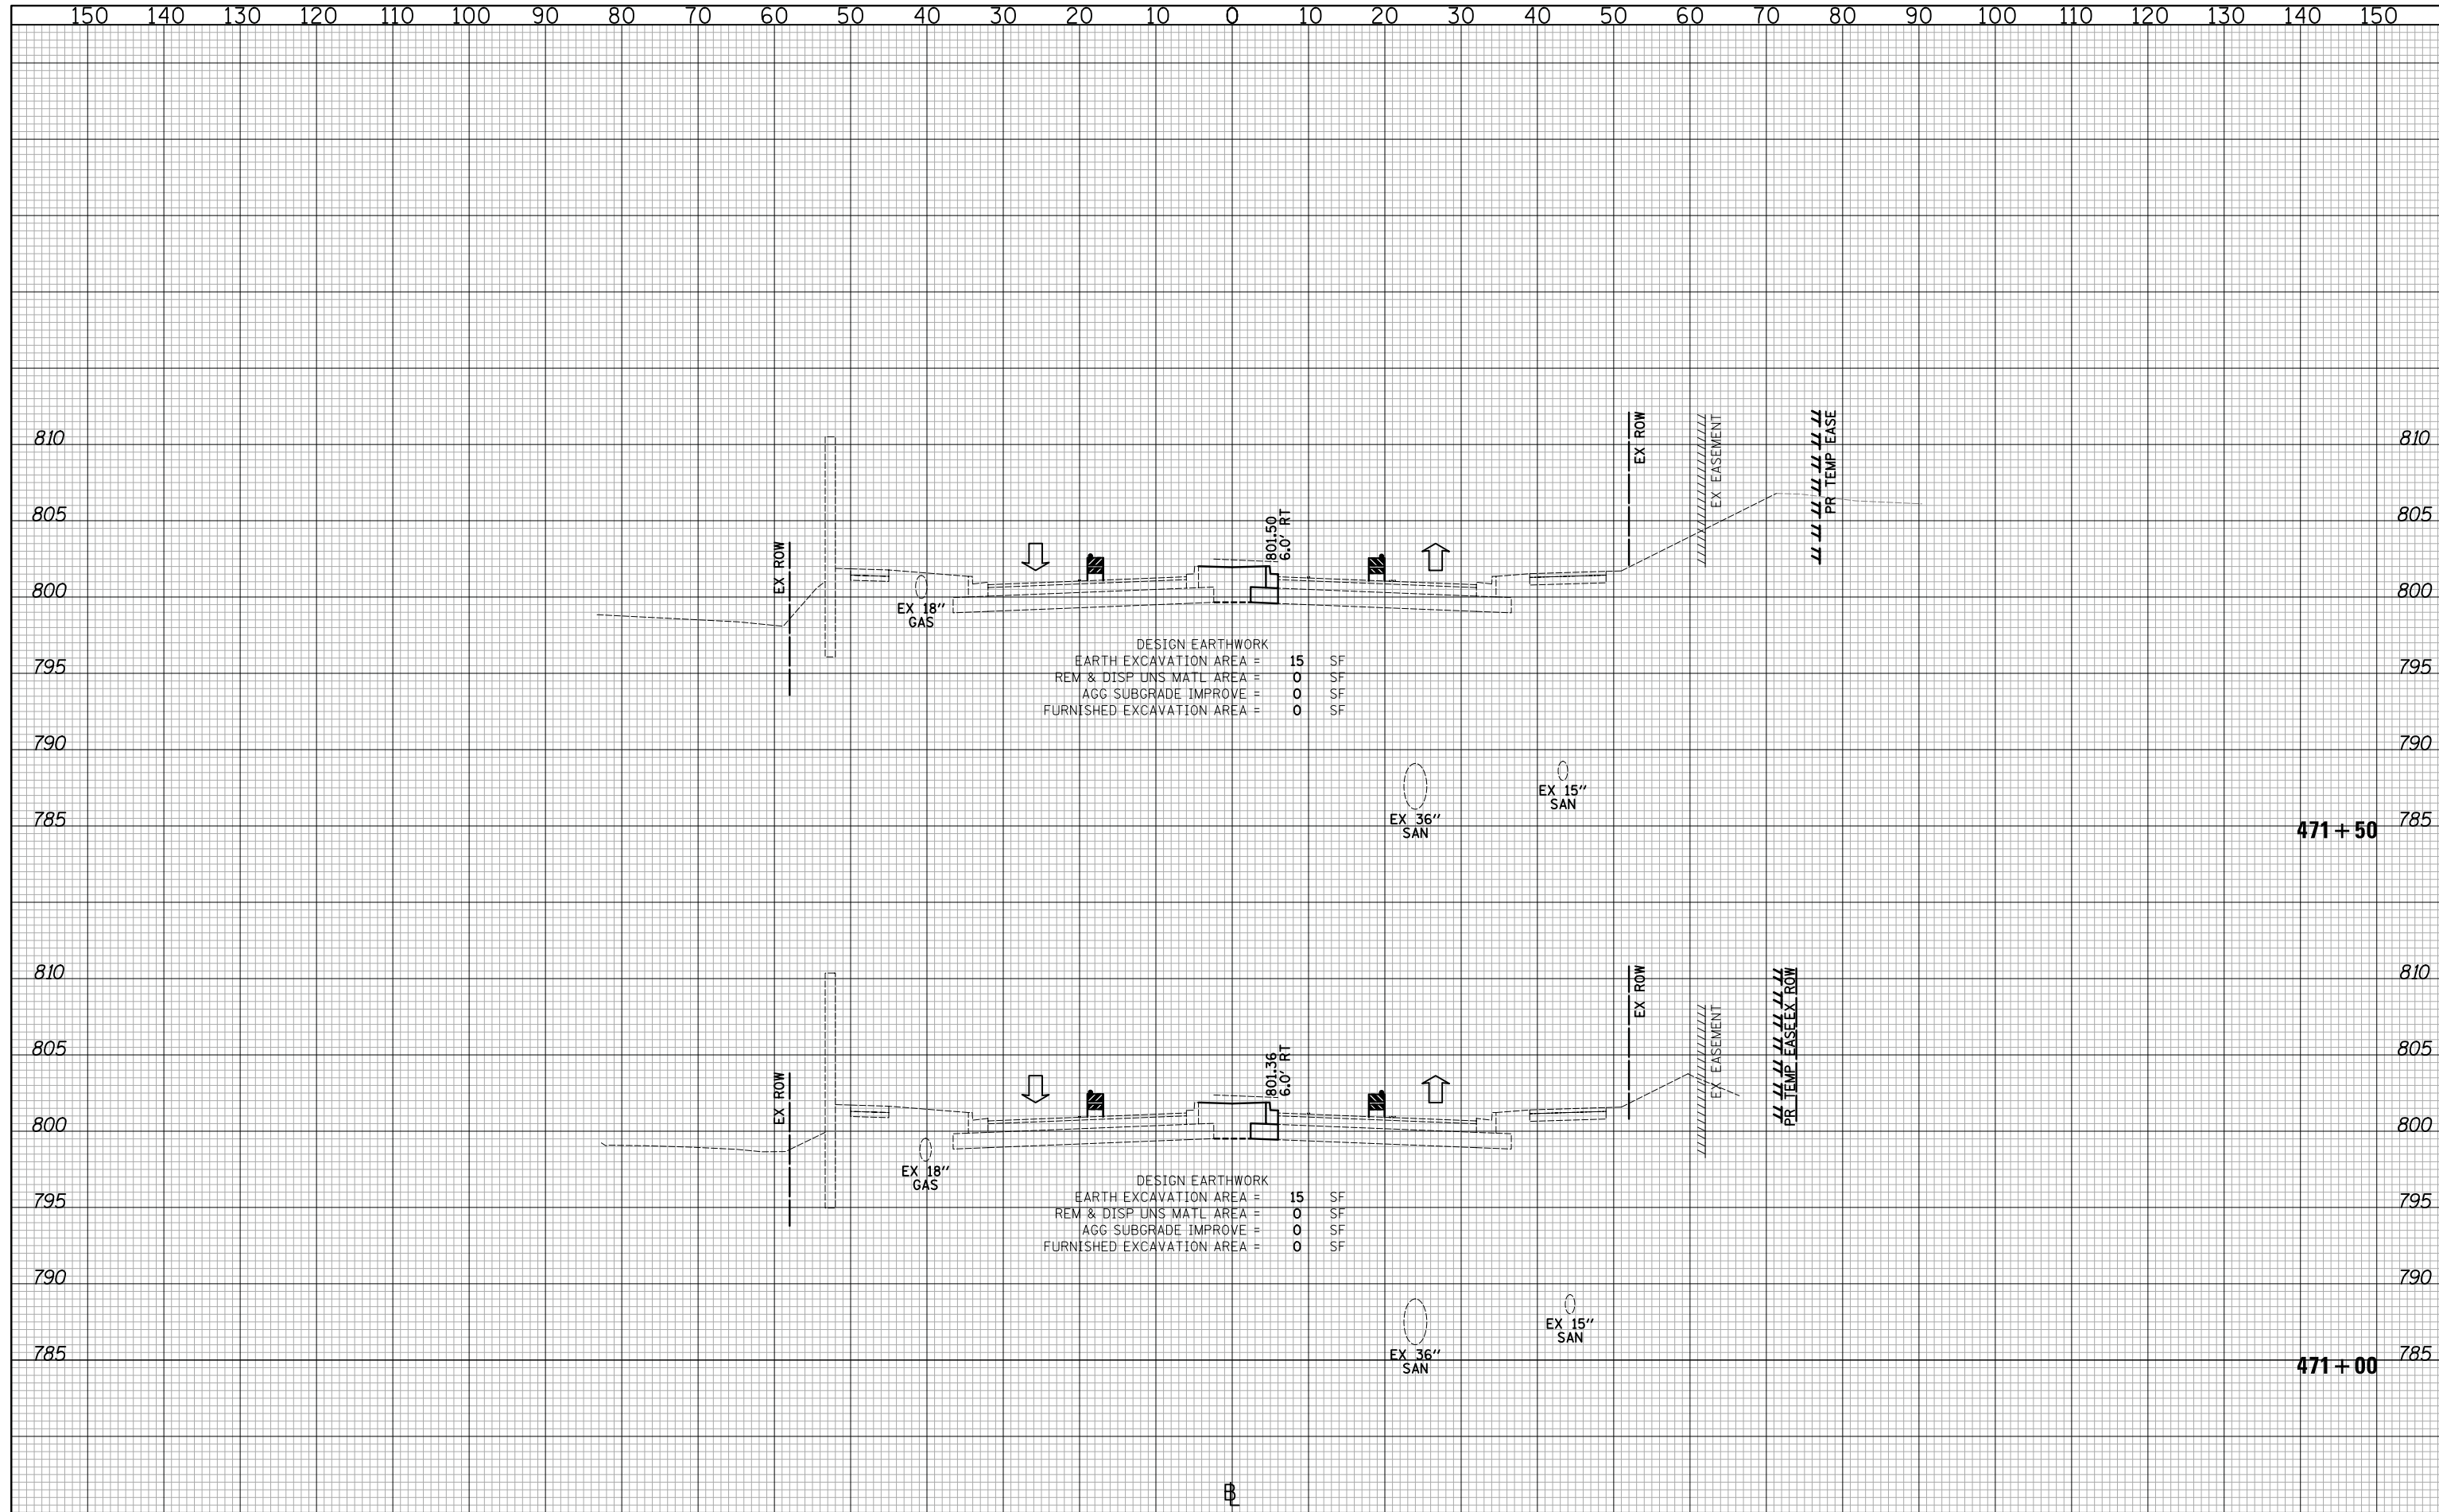 150 140 130 120 110 100 90 80 70 60 50 40 30 20 10 0 10 20 30 40 50 60 70 80 90 100 110 120 130 140 150
810 810
805 805
800 800
795 795
790 790
785 785
EX ROW
EX 18"
GAS
801.50
6.0' RT
EX ROW
EX EASEMENT
PR TEMP EASE
DESIGN EARTHWORK
EARTH EXCAVATION AREA = 15 SF
REM & DISP UNS MATL AREA = 0 SF
AGG SUBGRADE IMPROVE = 0 SF
FURNISHED EXCAVATION AREA = 0 SF
EX 36"
SAN
EX 15"
SAN
471+50
810 810
805 805
800 800
795 795
790 790
785 785
EX ROW
EX 18"
GAS
801.36
6.0' RT
EX ROW
EX EASEMENT
PR TEMP EASE
EX ROW
DESIGN EARTHWORK
EARTH EXCAVATION AREA = 15 SF
REM & DISP UNS MATL AREA = 0 SF
AGG SUBGRADE IMPROVE = 0 SF
FURNISHED EXCAVATION AREA = 0 SF
EX 36"
SAN
EX 15"
SAN
471+00
BL